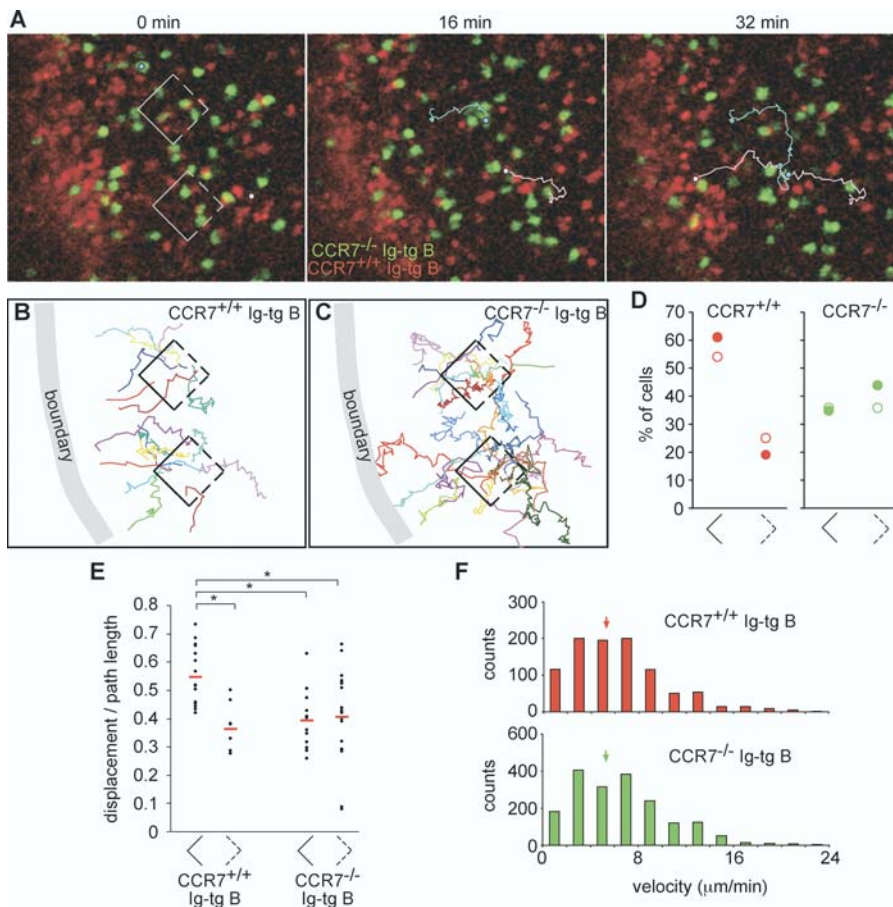 A
0 min
16 min
32 min
CCR7-/- Ig-tg B
CCR7+/+ Ig-tg B
B
CCR7+/+ Ig-tg B
boundary
C
CCR7-/- Ig-tg B
boundary
D
CCR7+/+
CCR7-/-
% of cells
70
60
50
40
30
20
10
0
E
*
*
*
displacement / path length
0.8
0.7
0.6
0.5
0.4
0.3
0.2
0.1
0
CCR7+/+
Ig-tg B
CCR7-/-
Ig-tg B
F
CCR7+/+ Ig-tg B
counts
300
200
100
0
CCR7-/- Ig-tg B
counts
600
400
200
0
0
8
16
24
velocity (μm/min)